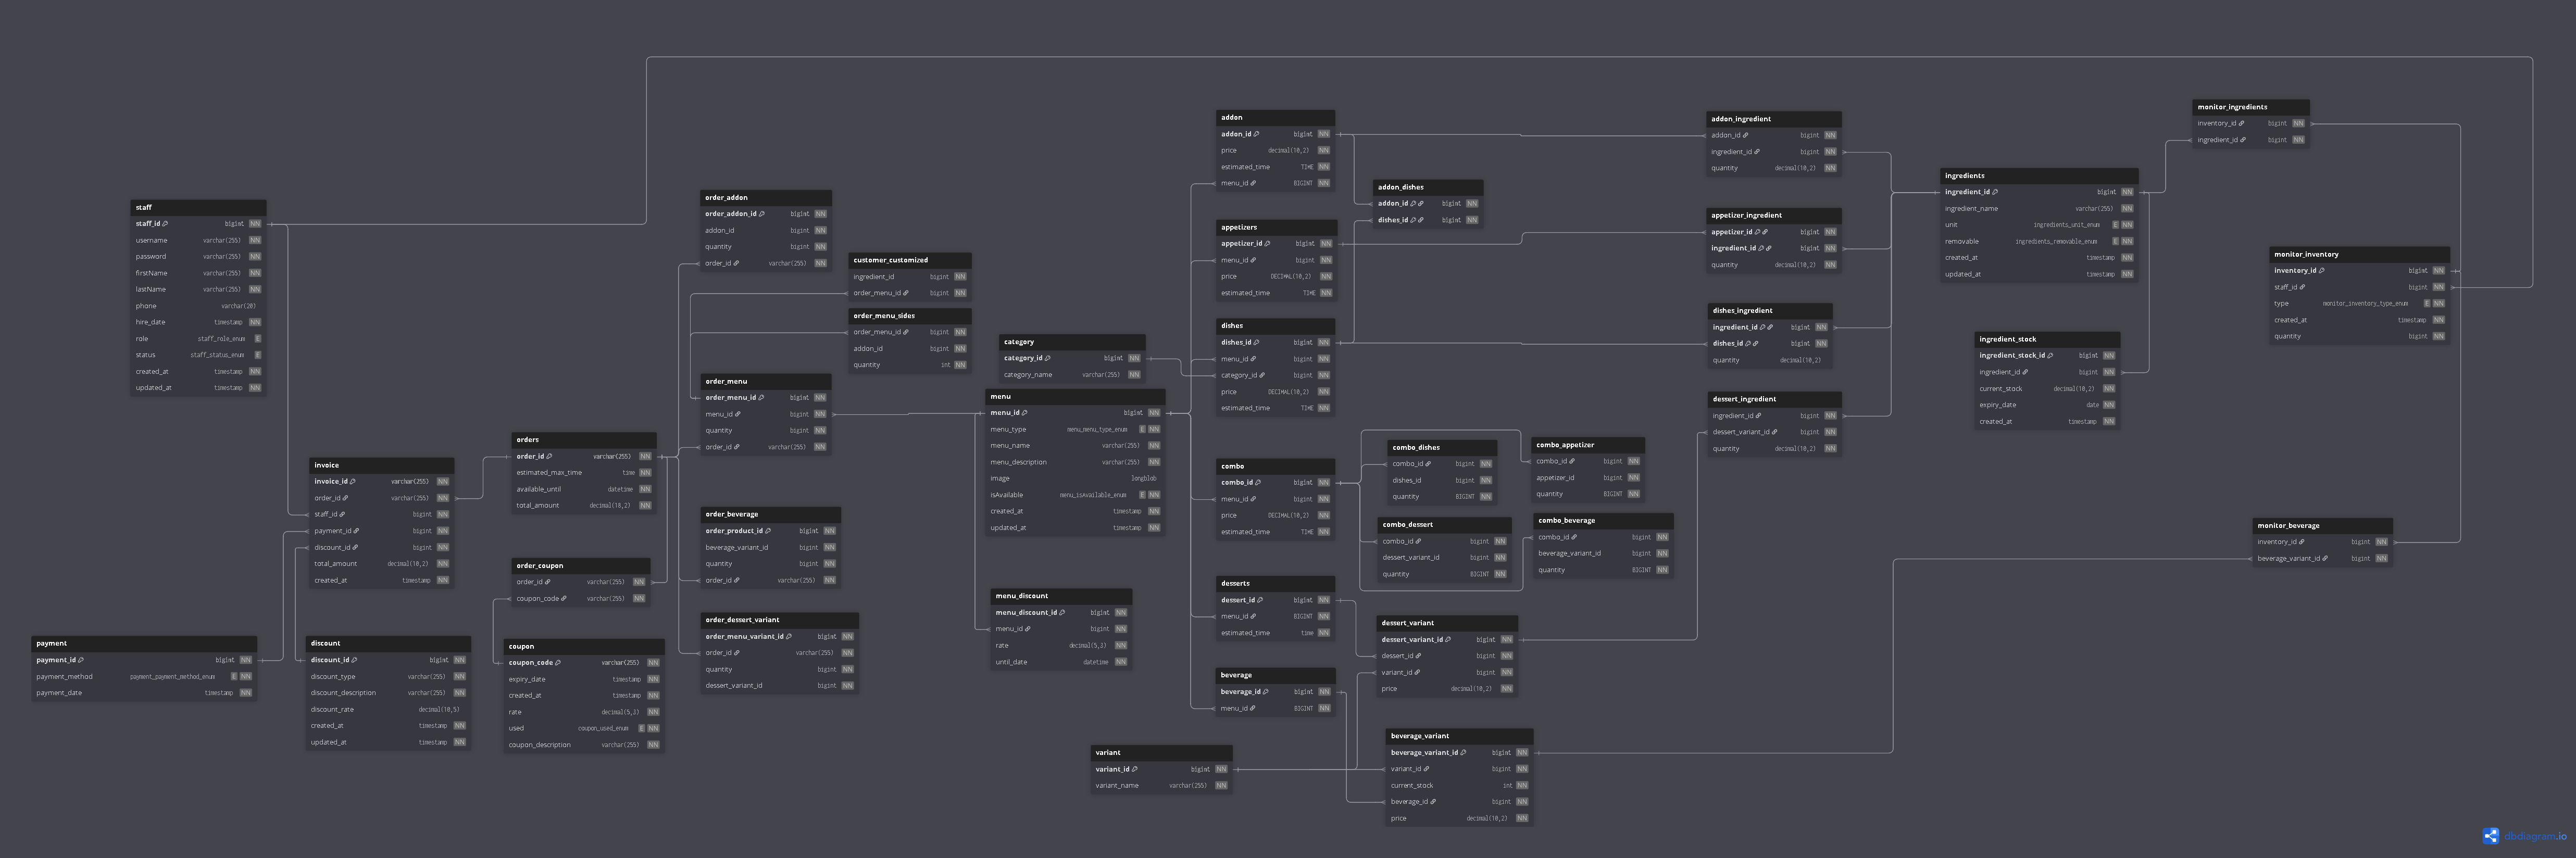 staff
staff_id bigint NN
username varchar(255) NN
password varchar(255) NN
firstName varchar(255) NN
lastName varchar(255) NN
phone varchar(20)
hire_date timestamp NN
role staff_role_enum E
status staff_status_enum E
created_at timestamp NN
updated_at timestamp NN
payment
payment_id bigint NN
payment_method payment_payment_method_enum E NN
payment_date timestamp NN
invoice
invoice_id varchar(255) NN
order_id varchar(255) NN
staff_id bigint NN
payment_id bigint NN
discount_id bigint NN
total_amount decimal(10,2) NN
created_at timestamp NN
discount
discount_id bigint NN
discount_type varchar(255) NN
discount_description varchar(255) NN
discount_rate decimal(10,5)
created_at timestamp NN
updated_at timestamp NN
orders
order_id varchar(255) NN
estimated_max_time time NN
available_until datetime NN
total_amount decimal(10,2) NN
order_coupon
order_id varchar(255) NN
coupon_code varchar(255) NN
coupon
coupon_code varchar(255) NN
expiry_date timestamp NN
created_at timestamp NN
rate decimal(5,3) NN
used coupon_used_enum E NN
coupon_description varchar(255) NN
order_addon
order_addon_id bigint NN
addon_id bigint NN
quantity bigint NN
order_id varchar(255) NN
customer_customized
ingredient_id bigint NN
order_menu_id bigint NN
order_menu_sides
order_menu_id bigint NN
addon_id bigint NN
quantity int NN
order_menu
order_menu_id bigint NN
menu_id bigint NN
quantity bigint NN
order_id varchar(255) NN
order_beverage
order_product_id bigint NN
beverage_variant_id bigint NN
quantity bigint NN
order_id varchar(255) NN
order_dessert_variant
order_menu_variant_id bigint NN
order_id varchar(255) NN
quantity bigint NN
dessert_variant_id bigint NN
category
category_id bigint NN
category_name varchar(255) NN
menu
menu_id bigint NN
menu_type menu_menu_type_enum E NN
menu_name varchar(255) NN
menu_description varchar(255) NN
image longblob
isAvailable menu_isAvailable_enum E NN
created_at timestamp NN
updated_at timestamp NN
menu_discount
menu_discount_id bigint NN
menu_id bigint NN
rate decimal(5,3) NN
until_date datetime NN
variant
variant_id bigint NN
variant_name varchar(255) NN
addon
addon_id bigint NN
price decimal(10,2) NN
estimated_time TIME NN
menu_id BIGINT NN
appetizers
appetizer_id bigint NN
menu_id bigint NN
price DECIMAL(10,2) NN
estimated_time TIME NN
dishes
dishes_id bigint NN
menu_id bigint NN
category_id bigint NN
price DECIMAL(10,2) NN
estimated_time TIME NN
combo
combo_id bigint NN
menu_id bigint NN
price DECIMAL(10,2) NN
estimated_time TIME NN
desserts
dessert_id bigint NN
menu_id BIGINT NN
estimated_time time NN
beverage
beverage_id bigint NN
menu_id BIGINT NN
addon_dishes
addon_id bigint NN
dishes_id bigint NN
combo_dishes
combo_id bigint NN
dishes_id bigint NN
quantity BIGINT NN
combo_appetizer
combo_id bigint NN
appetizer_id bigint NN
quantity BIGINT NN
combo_dessert
combo_id bigint NN
dessert_variant_id bigint NN
quantity BIGINT NN
combo_beverage
combo_id bigint NN
beverage_variant_id bigint NN
quantity BIGINT NN
dessert_variant
dessert_variant_id bigint NN
dessert_id bigint NN
variant_id bigint NN
price decimal(10,2) NN
beverage_variant
beverage_variant_id bigint NN
variant_id bigint NN
current_stock int NN
beverage_id bigint NN
price decimal(10,2) NN
addon_ingredient
addon_id bigint NN
ingredient_id bigint NN
quantity decimal(10,2) NN
appetizer_ingredient
appetizer_id bigint NN
ingredient_id bigint NN
quantity decimal(10,2) NN
dishes_ingredient
ingredient_id bigint NN
dishes_id bigint NN
quantity decimal(10,2)
dessert_ingredient
ingredient_id bigint NN
dessert_variant_id bigint NN
quantity decimal(10,2) NN
ingredients
ingredient_id bigint NN
ingredient_name varchar(255) NN
unit ingredients_unit_enum E NN
removable ingredients_removable_enum E NN
created_at timestamp NN
updated_at timestamp NN
ingredient_stock
ingredient_stock_id bigint NN
ingredient_id bigint NN
current_stock decimal(10,2) NN
expiry_date date NN
created_at timestamp NN
monitor_ingredients
inventory_id bigint NN
ingredient_id bigint NN
monitor_inventory
inventory_id bigint NN
staff_id bigint NN
type monitor_inventory_type_enum E NN
created_at timestamp NN
quantity bigint NN
monitor_beverage
inventory_id bigint NN
beverage_variant_id bigint NN
dbdiagram.io